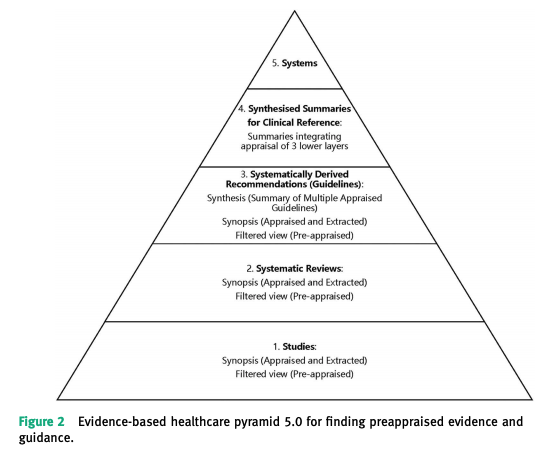 5. Systems
4. Synthesised Summaries
for Clinical Reference:
Summaries integrating
appraisal of 3 lower layers
3. Systematically Derived
Recommendations (Guidelines):
Synthesis (Summary of Multiple Appraised
Guidelines)
Synopsis (Appraised and Extracted)
Filtered view (Pre-appraised)
2. Systematic Reviews:
Synopsis (Appraised and Extracted)
Filtered view (Pre-appraised)
1. Studies:
Synopsis (Appraised and Extracted)
Filtered view (Pre-appraised)
Figure 2 Evidence-based healthcare pyramid 5.0 for finding preappraised evidence and
guidance.